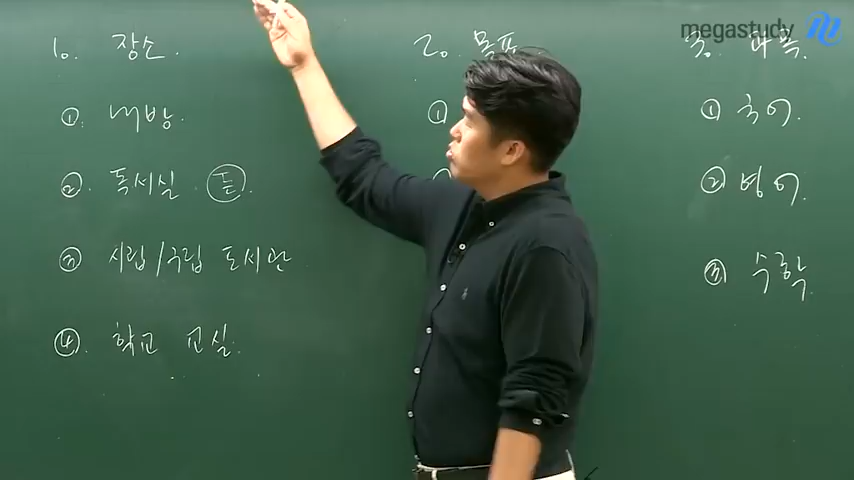 megastudy
1. 장소.
① 내방.
②. 독서실. 돈.
③ 시립/구립 도서관
④. 학교 교실.
2. 목표
①
3. 과목.
① 국어.
② 영어.
③ 수학.